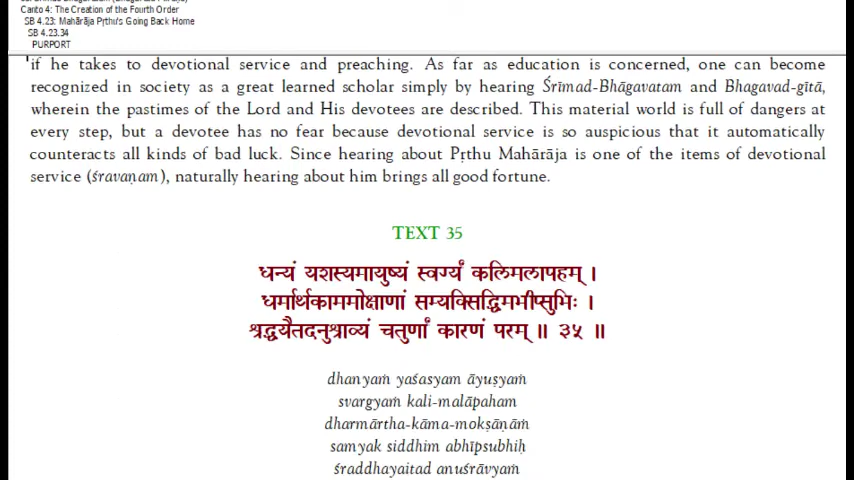 Canto 4: The Creation of the Fourth Order
SB 4.23: Mahārāja Pṛthu's Going Back Home
SB 4.23.34
PURPORT
if he takes to devotional service and preaching. As far as education is concerned, one can become
recognized in society as a great learned scholar simply by hearing Śrīmad-Bhāgavatam and Bhagavad-gītā,
wherein the pastimes of the Lord and His devotees are described. This material world is full of dangers at
every step, but a devotee has no fear because devotional service is so auspicious that it automatically
counteracts all kinds of bad luck. Since hearing about Pṛthu Mahārāja is one of the items of devotional
service (śravaṇam), naturally hearing about him brings all good fortune.
TEXT 35
धन्यं यशस्यमायुष्यं स्वर्ग्यं कलिमलापहम् ।
धर्मार्थकाममोक्षाणां सम्यक्सिद्धिमभीप्सुभिः ।
श्रद्धयैतदनुश्राव्यं चतुर्णां कारणं परम् ॥ ३५ ॥
dhanyaṁ yaśasyam āyuṣyaṁ
svargyaṁ kali-malāpaham
dharmārtha-kāma-mokṣāṇāṁ
samyak siddhim abhīpsubhiḥ
śraddhayaitad anuśrāvyaṁ